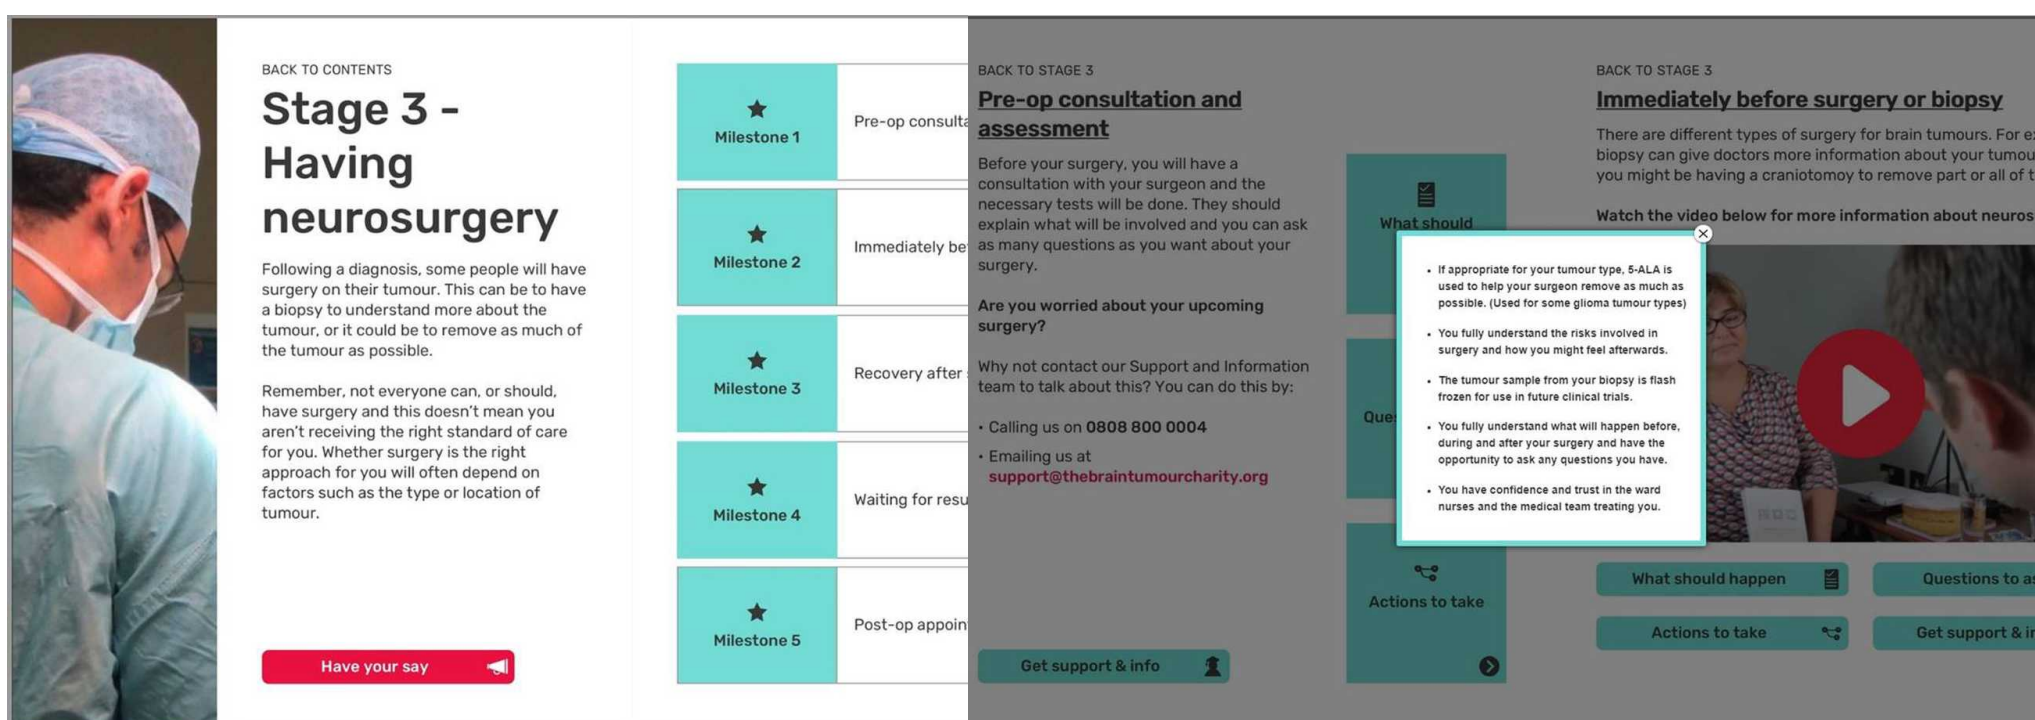 BACK TO CONTENTS
Stage 3 -
Having
neurosurgery
Following a diagnosis, some people will have
surgery on their tumour. This can be to have
a biopsy to understand more about the
tumour, or it could be to remove as much of
the tumour as possible.
Remember, not everyone can, or should,
have surgery and this doesn't mean you
aren't receiving the right standard of care
for you. Whether surgery is the right
approach for you will often depend on
factors such as the type or location of
tumour.
Have your say
Milestone 1
Pre-op consulta
Milestone 2
Immediately be
Milestone 3
Recovery after
Milestone 4
Waiting for resu
Milestone 5
Post-op appoin
BACK TO STAGE 3
Pre-op consultation and
assessment
Before your surgery, you will have a
consultation with your surgeon and the
necessary tests will be done. They should
explain what will be involved and you can ask
as many questions as you want about your
surgery.
Are you worried about your upcoming
surgery?
Why not contact our Support and Information
team to talk about this? You can do this by:
• Calling us on 0808 800 0004
• Emailing us at
support@thebraintumourcharity.org
Get support & info
What should
Ques
Actions to take
• If appropriate for your tumour type, 5-ALA is
used to help your surgeon remove as much as
possible. (Used for some glioma tumour types)
• You fully understand the risks involved in
surgery and how you might feel afterwards.
• The tumour sample from your biopsy is flash
frozen for use in future clinical trials.
• You fully understand what will happen before,
during and after your surgery and have the
opportunity to ask any questions you have.
• You have confidence and trust in the ward
nurses and the medical team treating you.
BACK TO STAGE 3
Immediately before surgery or biopsy
There are different types of surgery for brain tumours. For e
biopsy can give doctors more information about your tumou
you might be having a craniotomoy to remove part or all of t
Watch the video below for more information about neuros
What should happen
Questions to as
Actions to take
Get support & in